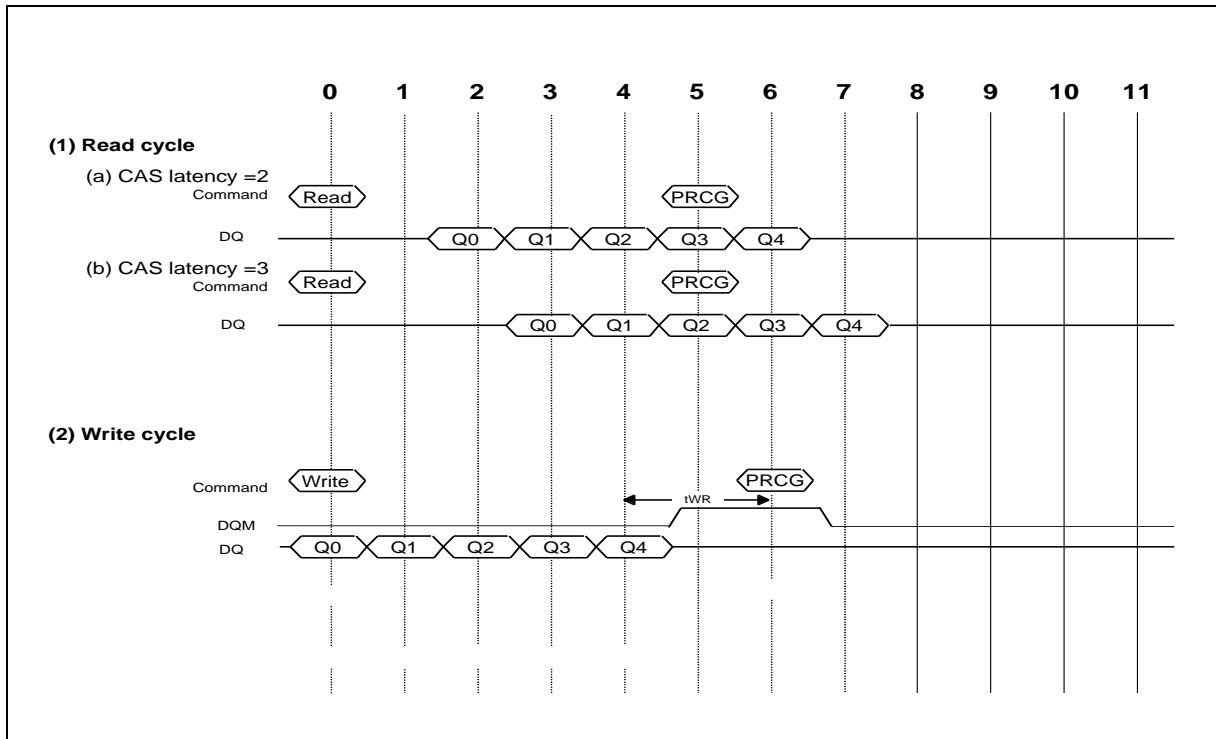 0 1 2 3 4 5 6 7 8 9 10 11
(1) Read cycle
(a) CAS latency =2
Command Read PRCG
DQ Q0 Q1 Q2 Q3 Q4
(b) CAS latency =3
Command Read PRCG
DQ Q0 Q1 Q2 Q3 Q4
(2) Write cycle
Command Write PRCG
tWR
DQM
DQ Q0 Q1 Q2 Q3 Q4